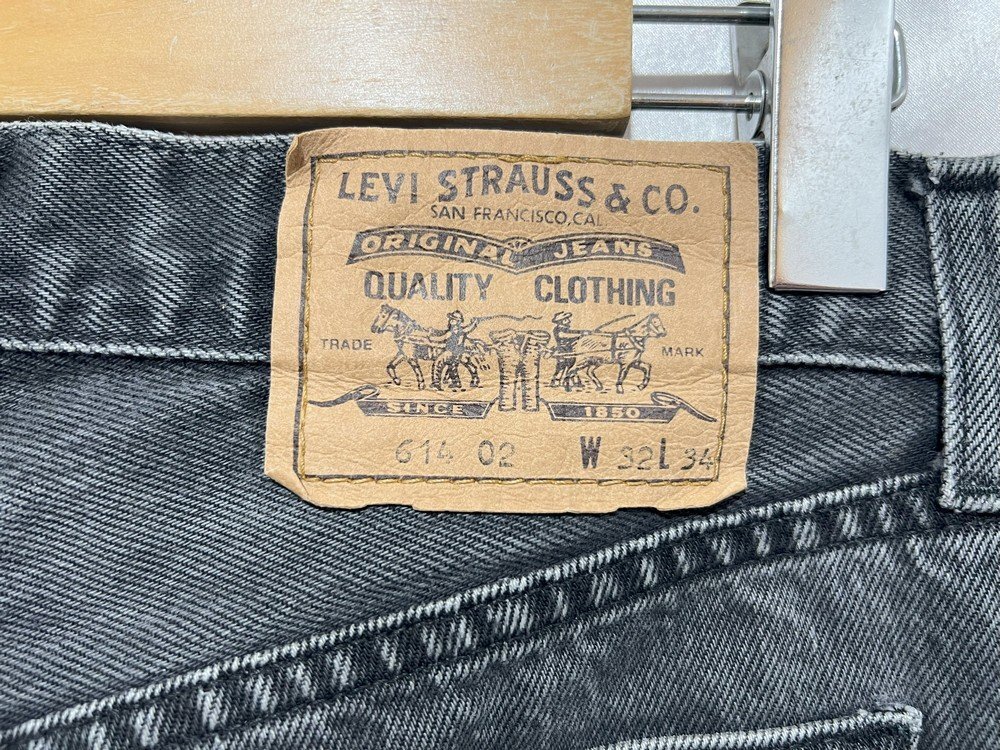 LEVI STRAUSS & CO.
SAN FRANCISCO, CAL
ORIGINAL JEANS
QUALITY CLOTHING
TRADE MARK
SINCE 1850
614 02 W 32 L 34